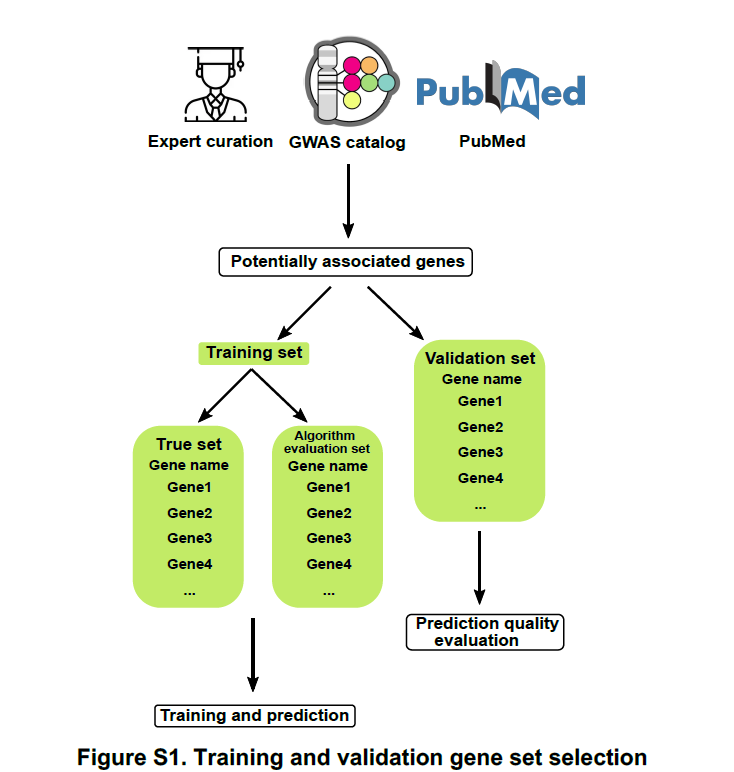 PubMed
Expert curation
GWAS catalog
PubMed
Potentially associated genes
Training set
Validation set
Gene name
Gene1
Gene2
Gene3
Gene4
...
True set
Gene name
Gene1
Gene2
Gene3
Gene4
...
Algorithm
evaluation set
Gene name
Gene1
Gene2
Gene3
Gene4
...
Prediction quality
evaluation
Training and prediction
Figure S1. Training and validation gene set selection